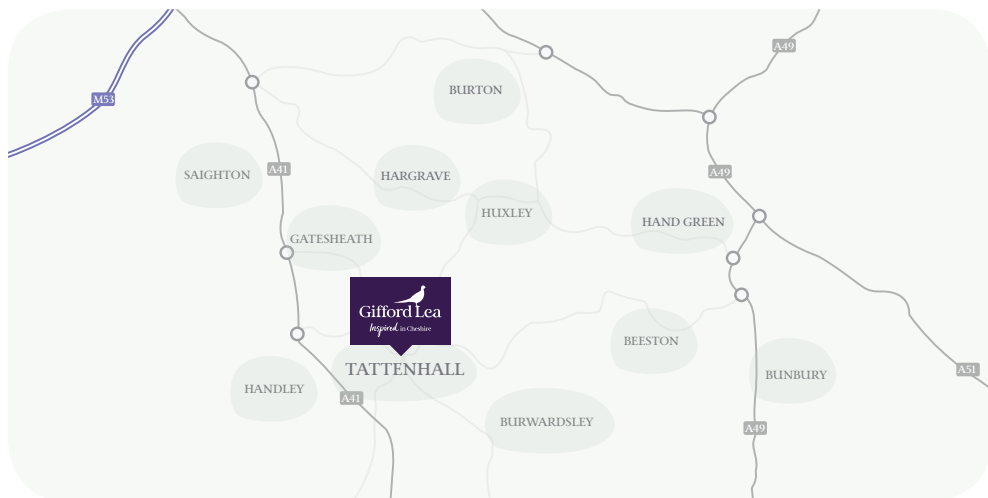 A49
BURTON
M53
A41
A49
SAIGHTON
HARGRAVE
HUXLEY
HAND GREEN
GATESHEATH
Gifford Lea
Inspired in Cheshire
TATTENHALL
BEESTON
A51
BUNBURY
HANDLEY
A41
BURWARDSLEY
A49